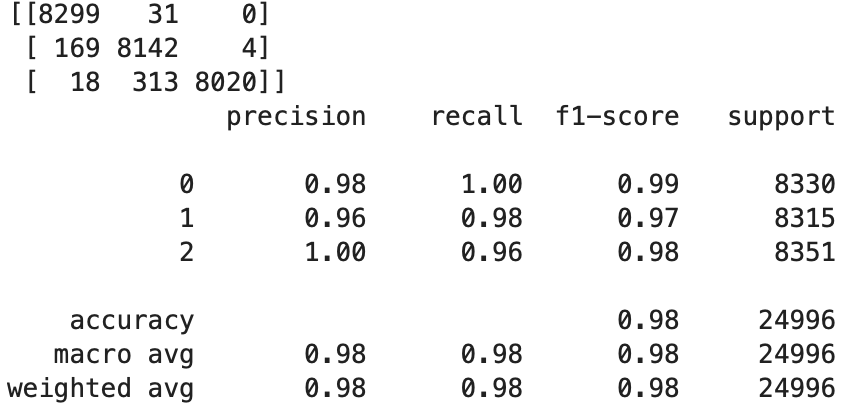 [[8299 31 0]
[ 169 8142 4]
[ 18 313 8020]]
precision recall f1-score support
0 0.98 1.00 0.99 8330
1 0.96 0.98 0.97 8315
2 1.00 0.96 0.98 8351
accuracy 0.98 24996
macro avg 0.98 0.98 0.98 24996
weighted avg 0.98 0.98 0.98 24996